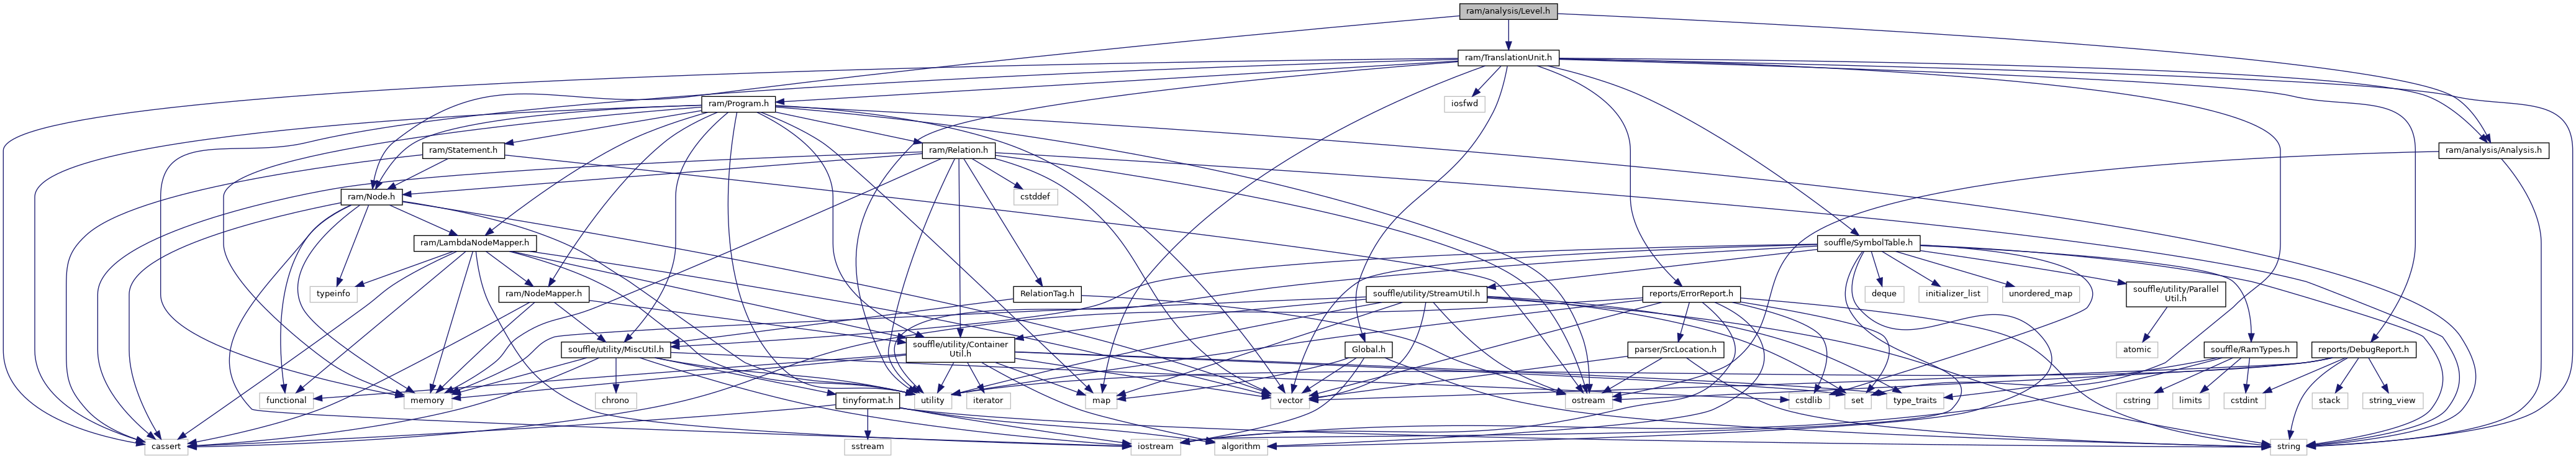 ram/analysis/Level.h
ram/TranslationUnit.h
ram/Program.h
iosfwd
ram/Statement.h
ram/Relation.h
ram/analysis/Analysis.h
ram/Node.h
cstddef
ram/LambdaNodeMapper.h
souffle/SymbolTable.h
typeinfo
ram/NodeMapper.h
RelationTag.h
souffle/utility/StreamUtil.h
reports/ErrorReport.h
deque
initializer_list
unordered_map
souffle/utility/Parallel
Util.h
souffle/utility/MiscUtil.h
souffle/utility/Container
Util.h
Global.h
parser/SrcLocation.h
atomic
souffle/RamTypes.h
reports/DebugReport.h
functional
memory
chrono
tinyformat.h
utility
iterator
map
vector
ostream
cstdlib
set
type_traits
cstring
limits
cstdint
stack
string_view
cassert
sstream
iostream
algorithm
string